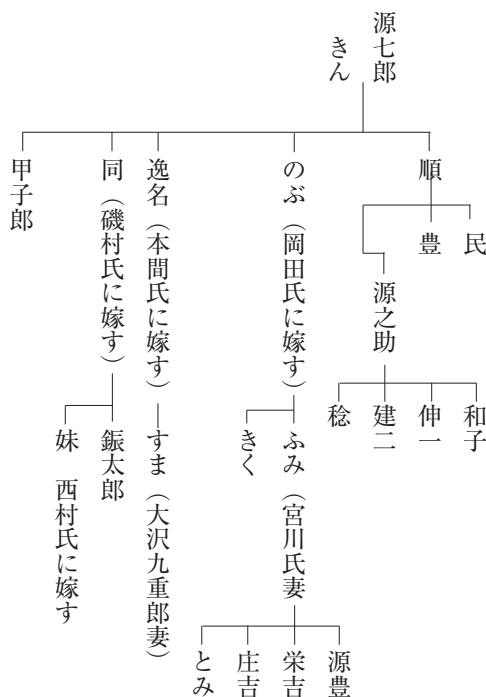 源七郎
きん
順
民
豊
源之助
和子
伸一
建二
稔
のぶ（岡田氏に嫁す）
ふみ（宮川氏妻）
きく
源豊
栄吉
庄吉
とみ
逸名（本間氏に嫁す）
すま（大沢九重郎妻）
同（磯村氏に嫁す）
鋠太郎
妹　西村氏に嫁す
甲子郎